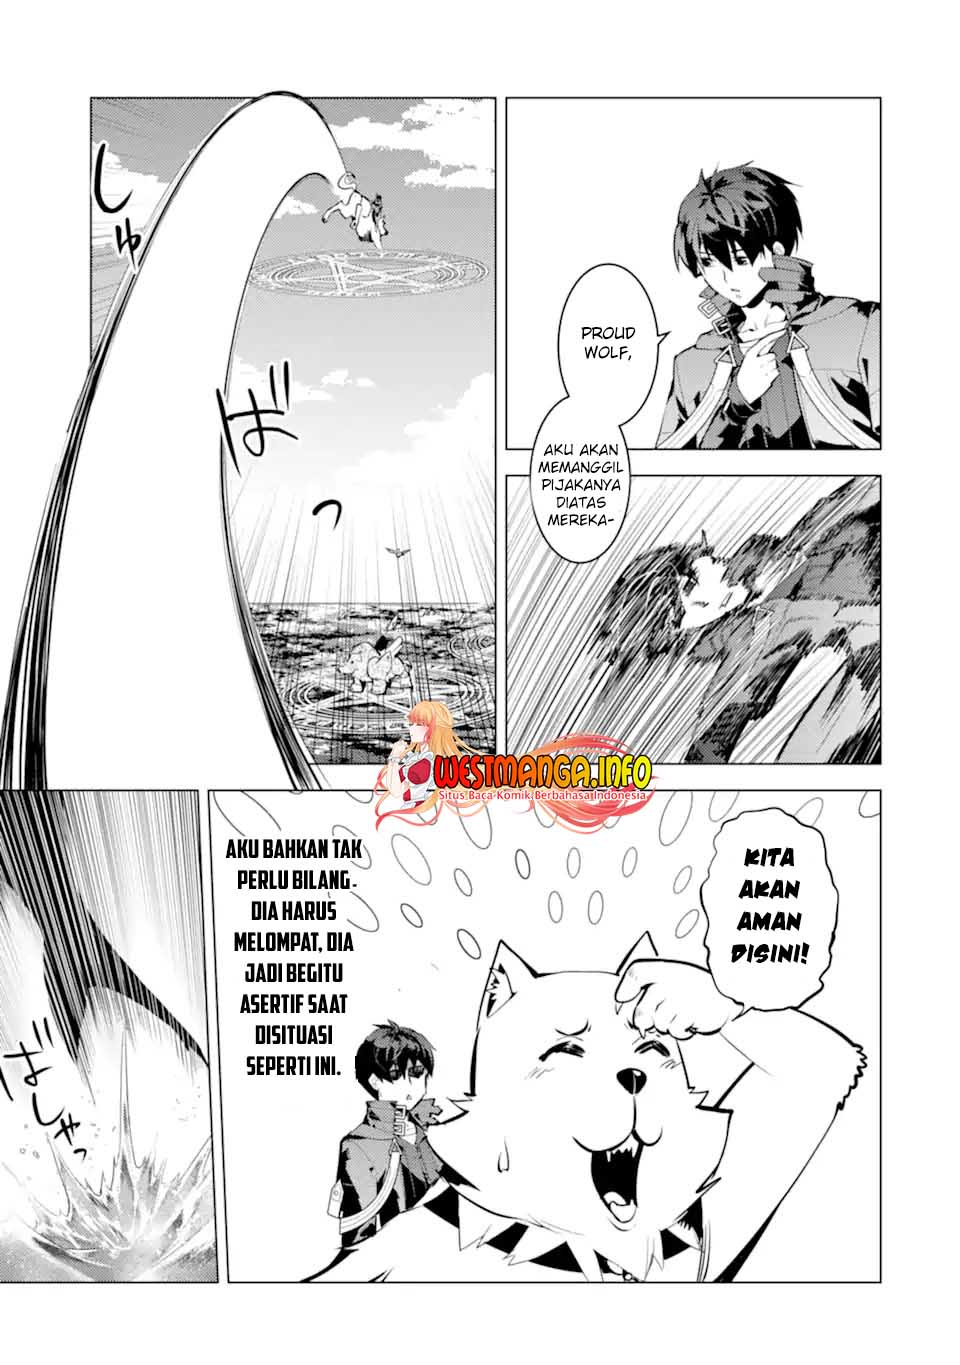 PROUD
WOLF,
AKU AKAN
MEMANGGIL
PIJAKANYA
DIATAS
MEREKA-
しゅ
ばっ
WESTMANGA.INFO
Situs Baca Komik Berbahasa Indonesia
KITA
AKAN
AMAN
DISINI!
AKU BAHKAN TAK
PERLU BILANG
DIA HARUS
MELOMPAT, DIA
JADI BEGITU
ASERTIF SAAT
DISITUASI
SEPERTI INI.
ばしゃっ